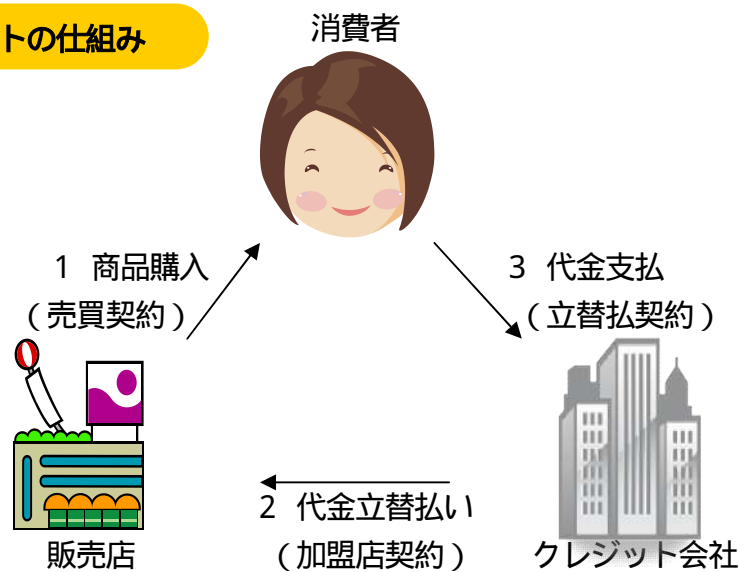 トの仕組み
消費者
1 商品購入
(売買契約)
3 代金支払
(立替払契約)
2 代金立替払い
(加盟店契約)
販売店
クレジット会社